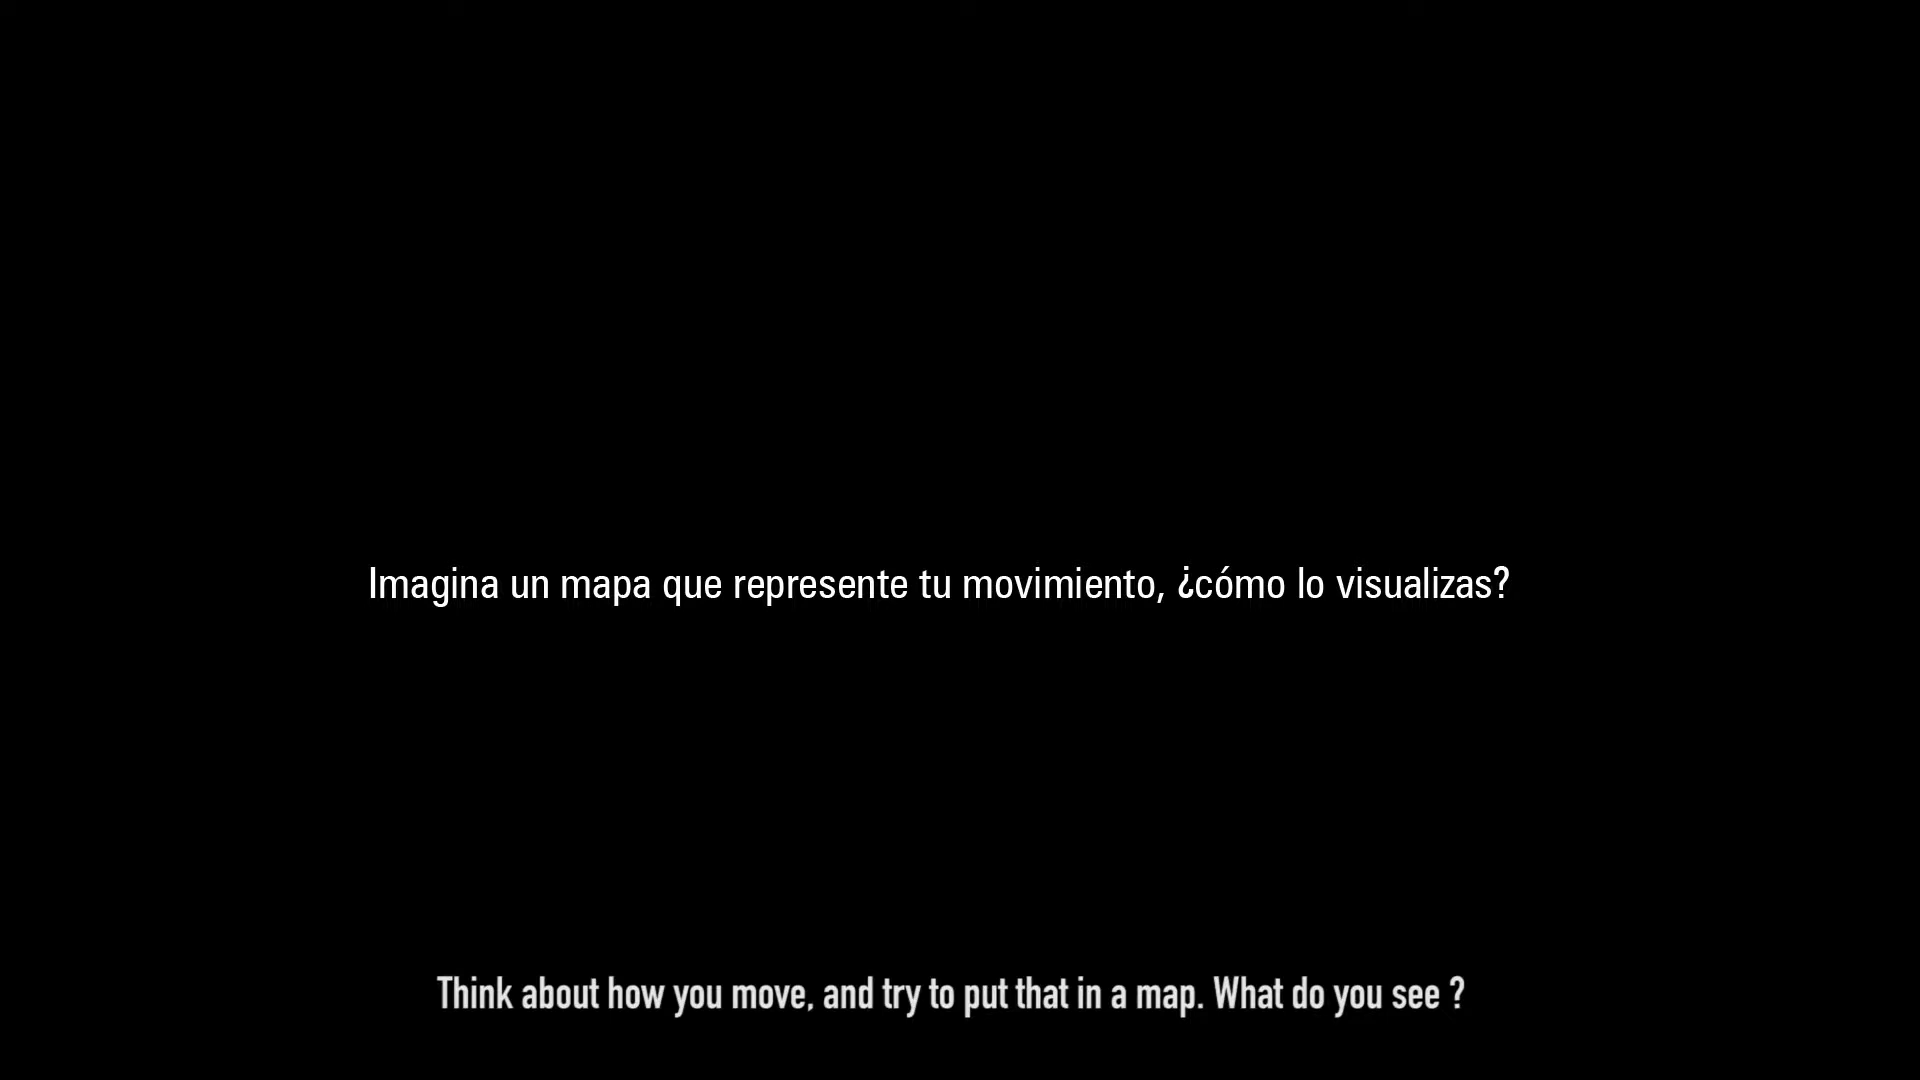 Imagina un mapa que represente tu movimiento, ¿cómo lo visualizas?
Think about how you move, and try to put that in a map. What do you see ?